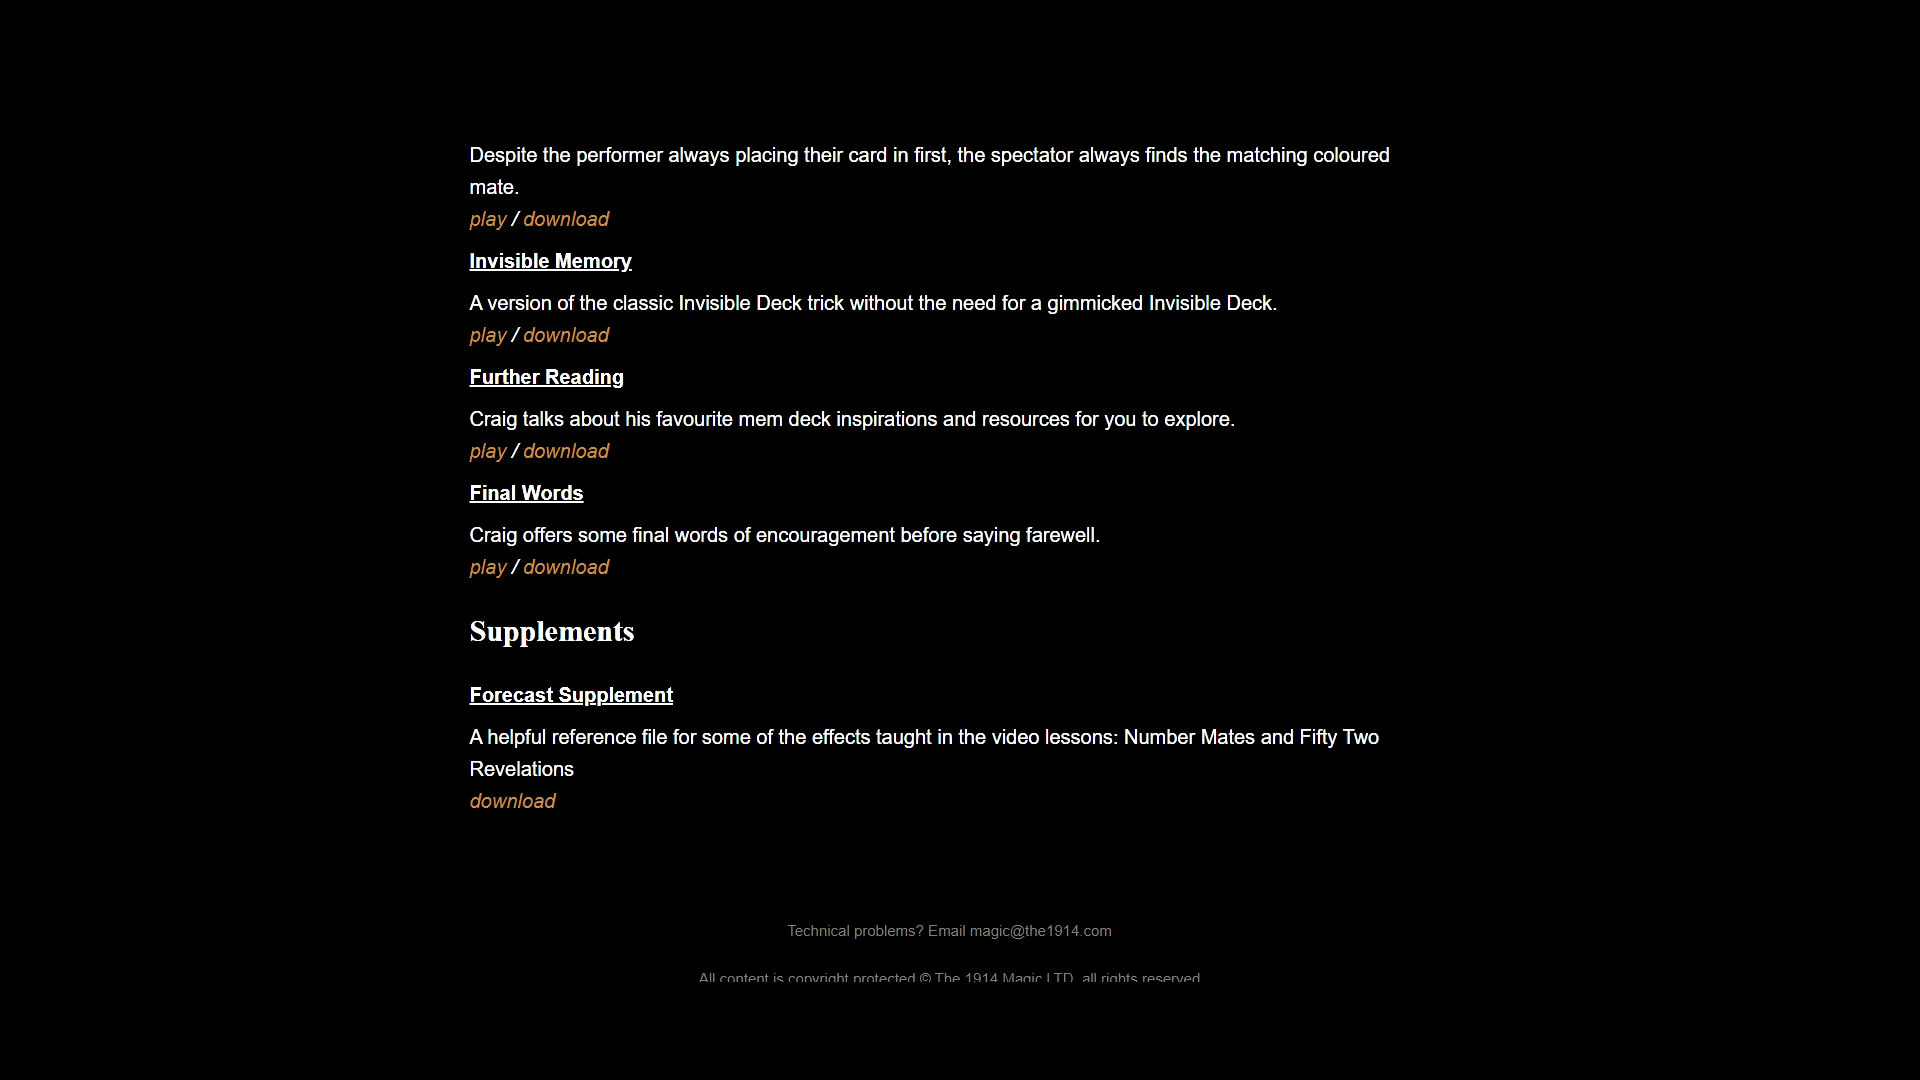 Despite the performer always placing their card in first, the spectator always finds the matching coloured
mate.
play / download
Invisible Memory
A version of the classic Invisible Deck trick without the need for a gimmicked Invisible Deck.
play / download
Further Reading
Craig talks about his favourite mem deck inspirations and resources for you to explore.
play / download
Final Words
Craig offers some final words of encouragement before saying farewell.
play / download
Supplements
Forecast Supplement
A helpful reference file for some of the effects taught in the video lessons: Number Mates and Fifty Two
Revelations
download
Technical problems? Email magic@the1914.com
All content is copyright protected © The 1914 Magic LTD, all rights reserved